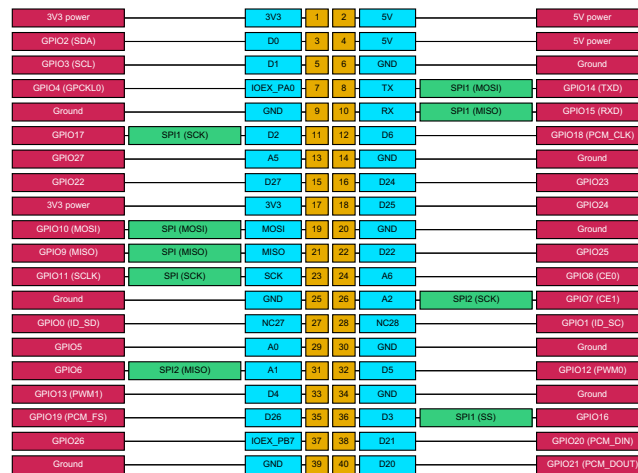 3V3 power 3V3 1 2 5V 5V power
GPIO2 (SDA) D0 3 4 5V 5V power
GPIO3 (SCL) D1 5 6 GND Ground
GPIO4 (GPCKL0) IOEX_PA0 7 8 TX SPI1 (MOSI) GPIO14 (TXD)
Ground GND 9 10 RX SPI1 (MISO) GPIO15 (RXD)
GPIO17 SPI1 (SCK) D2 11 12 D6 GPIO18 (PCM_CLK)
GPIO27 A5 13 14 GND Ground
GPIO22 D27 15 16 D24 GPIO23
3V3 power 3V3 17 18 D25 GPIO24
GPIO10 (MOSI) SPI (MOSI) MOSI 19 20 GND Ground
GPIO9 (MISO) SPI (MISO) MISO 21 22 D22 GPIO25
GPIO11 (SCLK) SPI (SCK) SCK 23 24 A6 GPIO8 (CE0)
Ground GND 25 26 A2 SPI2 (SCK) GPIO7 (CE1)
GPIO0 (ID_SD) NC27 27 28 NC28 GPIO1 (ID_SC)
GPIO5 A0 29 30 GND Ground
GPIO6 SPI2 (MISO) A1 31 32 D5 GPIO12 (PWM0)
GPIO13 (PWM1) D4 33 34 GND Ground
GPIO19 (PCM_FS) D26 35 36 D3 SPI1 (SS) GPIO16
GPIO26 IOEX_PB7 37 38 D21 GPIO20 (PCM_DIN)
Ground GND 39 40 D20 GPIO21 (PCM_DOUT)